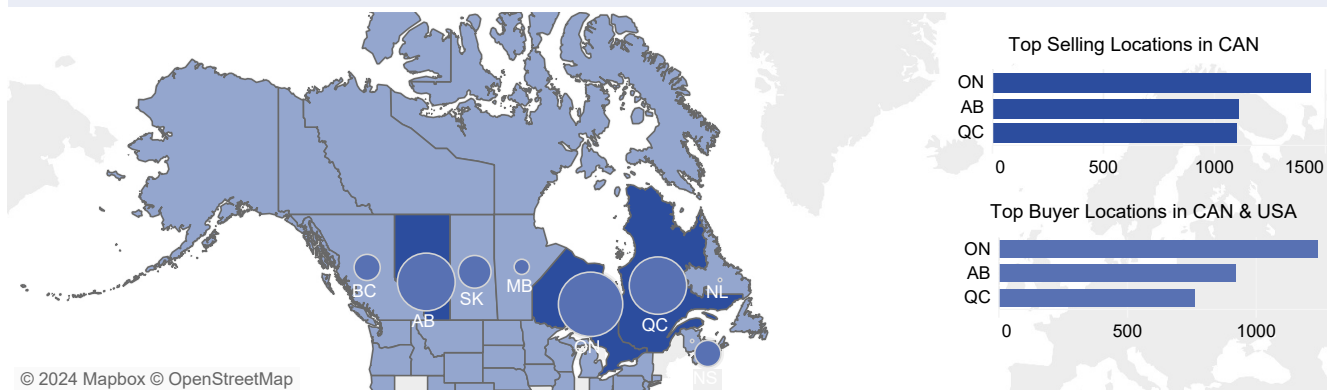 Top Selling Locations in CAN
ON
AB
QC
0 500 1000 1500
Top Buyer Locations in CAN & USA
ON
AB
QC
0 500 1000
BC
AB
SK
MB
ON
QC
NL
NS
© 2024 Mapbox © OpenStreetMap